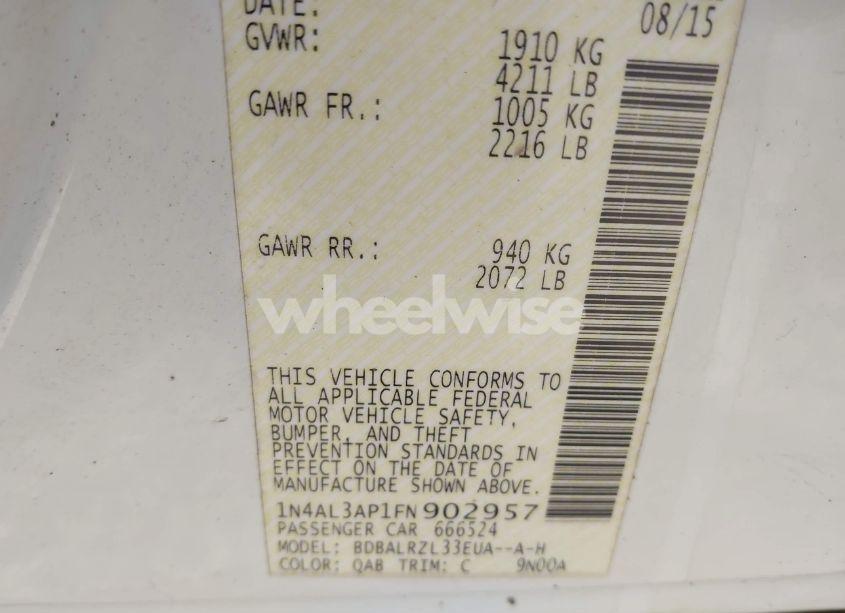 DATE: 08/15
GVWR: 1910 KG
4211 LB
GAWR FR.: 1005 KG
2216 LB
GAWR RR.: 940 KG
2072 LB
wheelwise
THIS VEHICLE CONFORMS TO
ALL APPLICABLE FEDERAL
MOTOR VEHICLE SAFETY,
BUMPER, AND THEFT
PREVENTION STANDARDS IN
EFFECT ON THE DATE OF
MANUFACTURE SHOWN ABOVE.
1N4AL3AP1FN902957
PASSENGER CAR 666524
MODEL: BDBALRZL33EUA--A-H
COLOR: QAB TRIM: C 9N00A